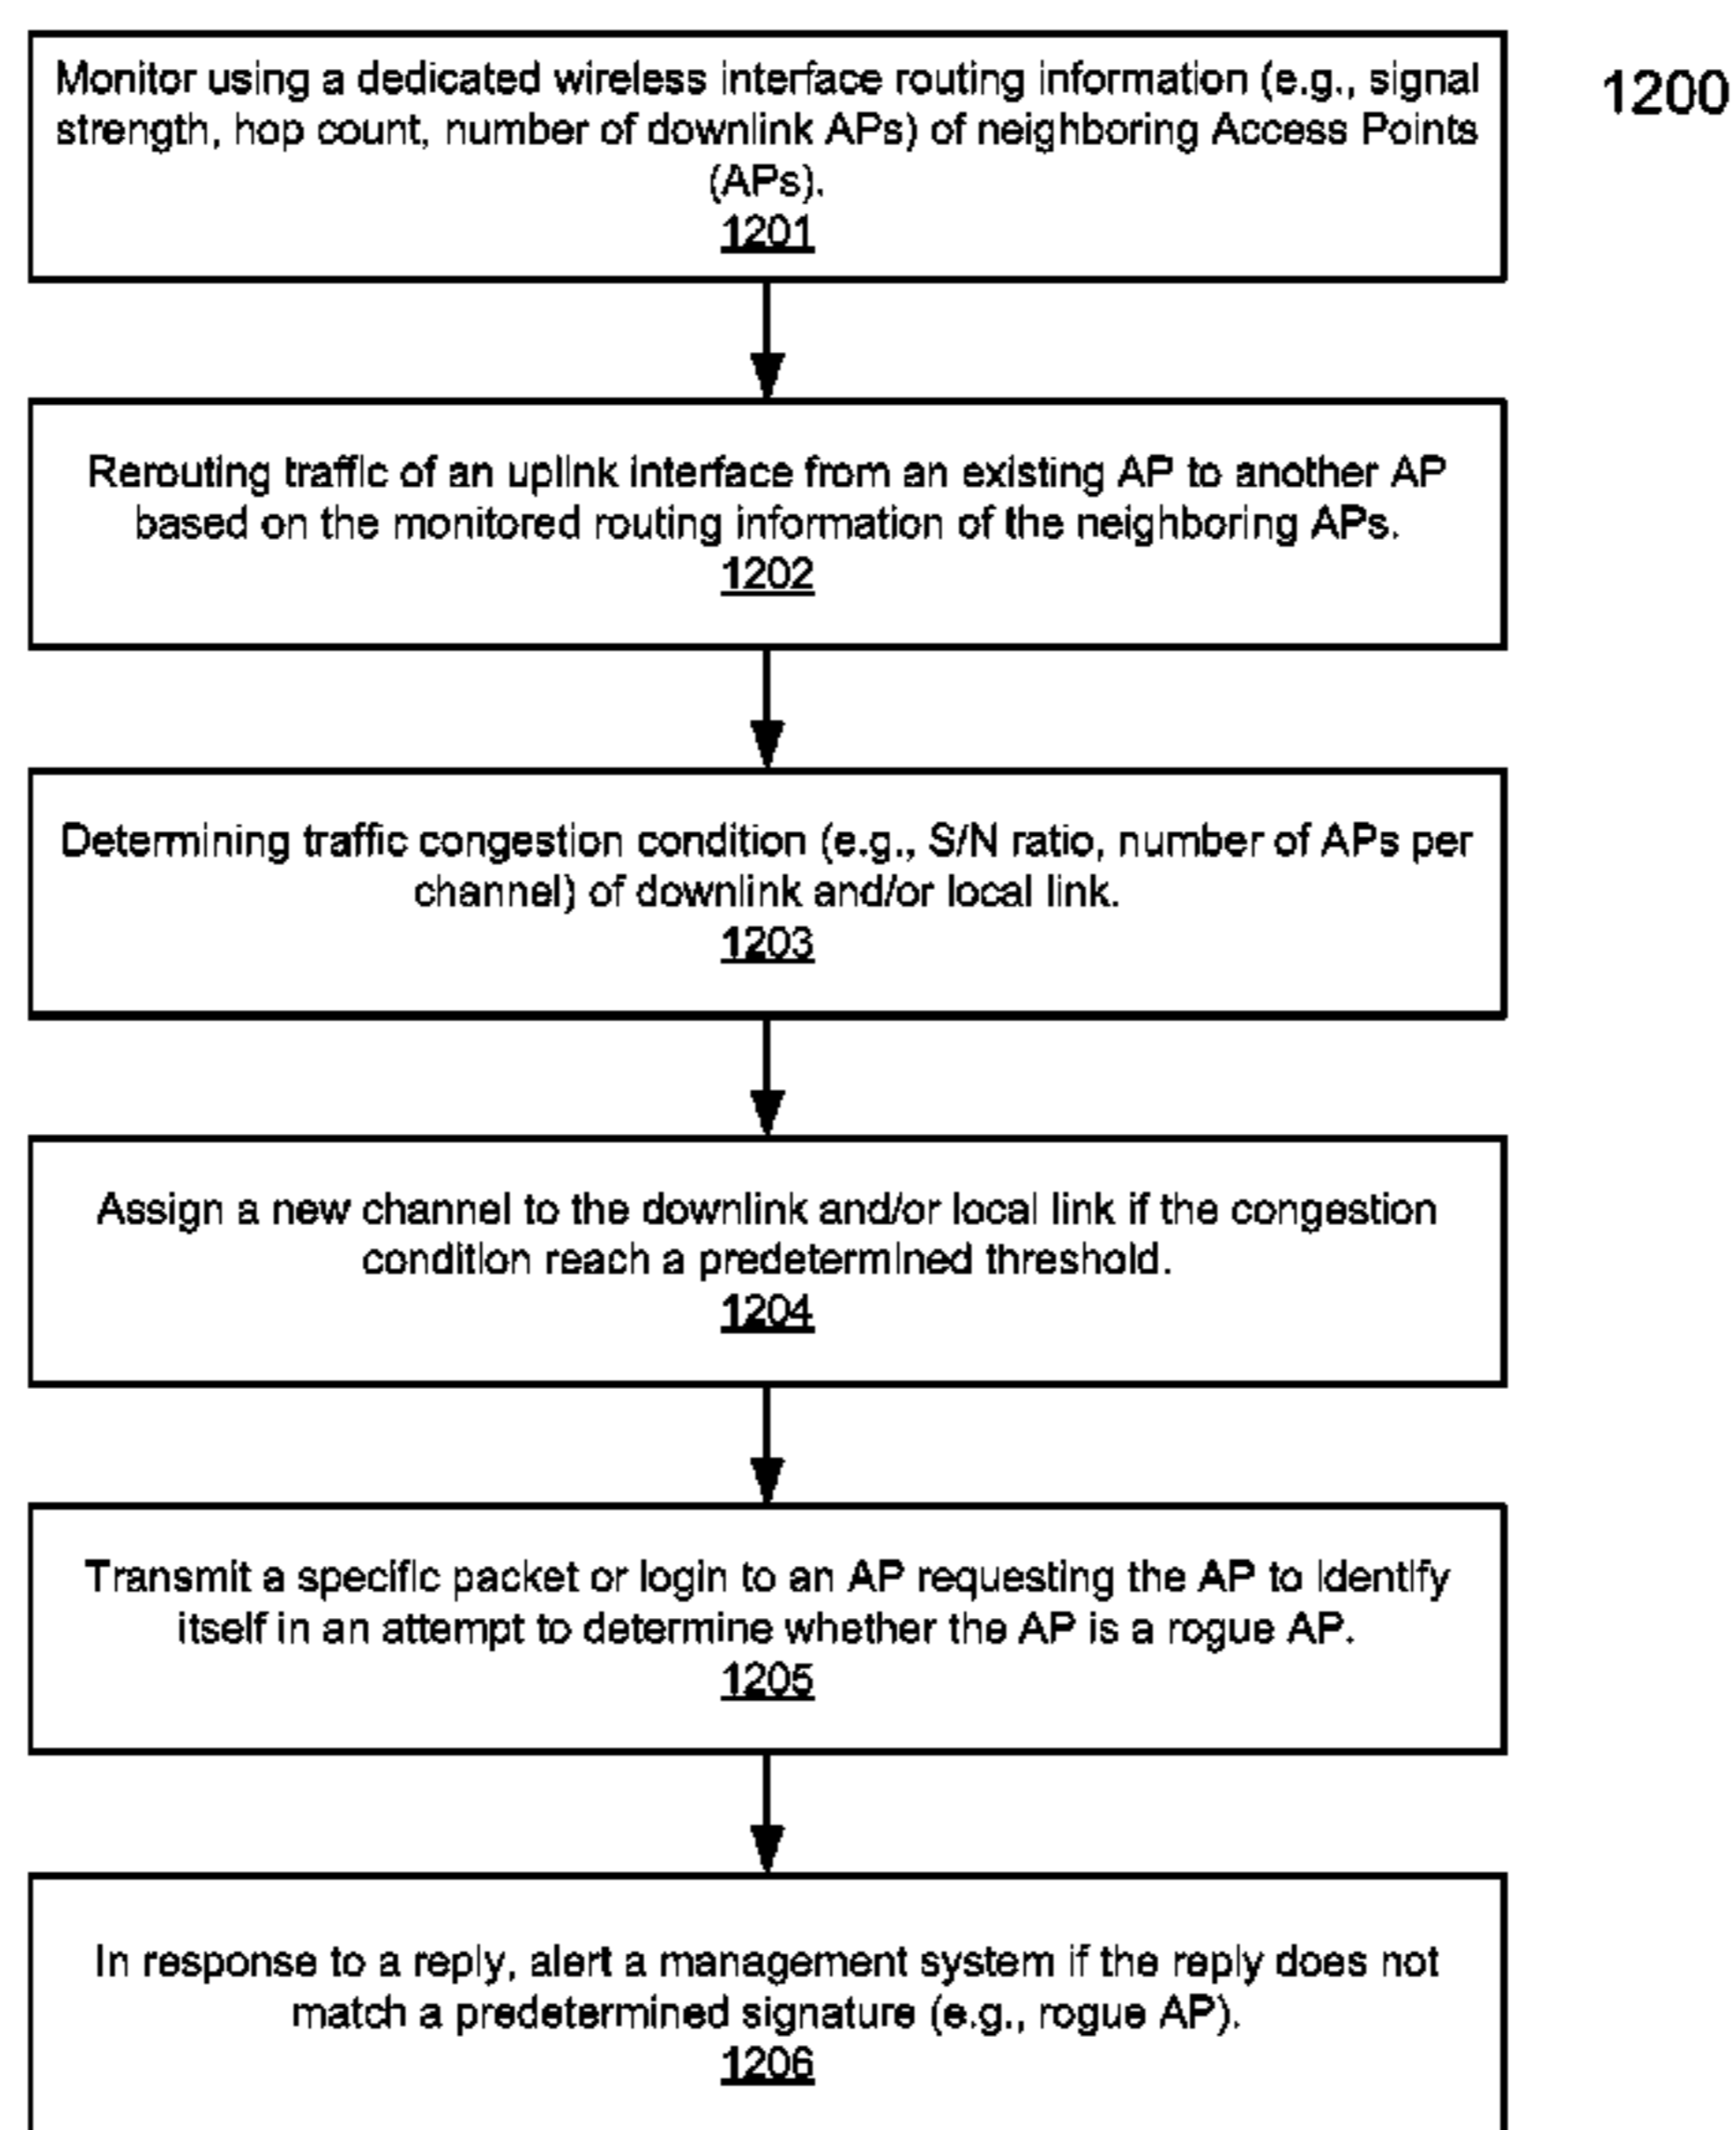 1200
Monitor using a dedicated wireless interface routing information (e.g., signal
strength, hop count, number of downlink APs) of neighboring Access Points
(APs).
1201
Rerouting traffic of an uplink interface from an existing AP to another AP
based on the monitored routing information of the neighboring APs.
1202
Determining traffic congestion condition (e.g., S/N ratio, number of APs per
channel) of downlink and/or local link.
1203
Assign a new channel to the downlink and/or local link if the congestion
condition reach a predetermined threshold.
1204
Transmit a specific packet or login to an AP requesting the AP to identify
itself in an attempt to determine whether the AP is a rogue AP.
1205
In response to a reply, alert a management system if the reply does not
match a predetermined signature (e.g., rogue AP).
1206